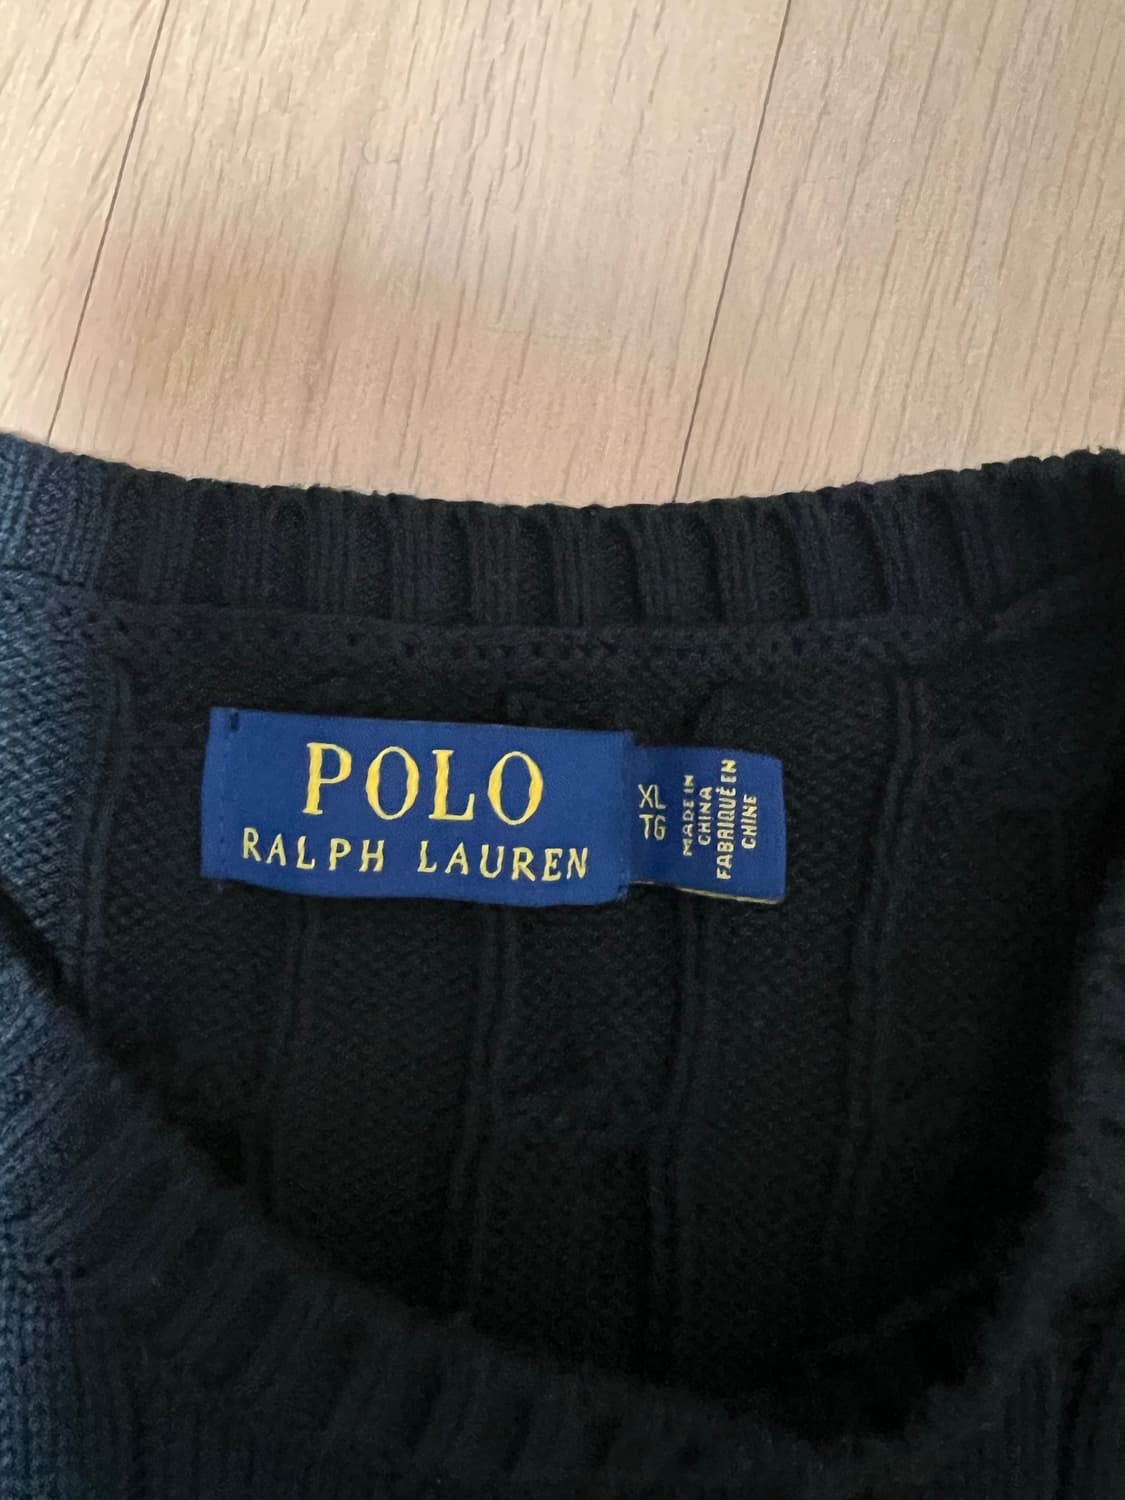 POLO
RALPH LAUREN
XL
TG
MADE IN
CHINA
FABRIQUÉ EN
CHINE